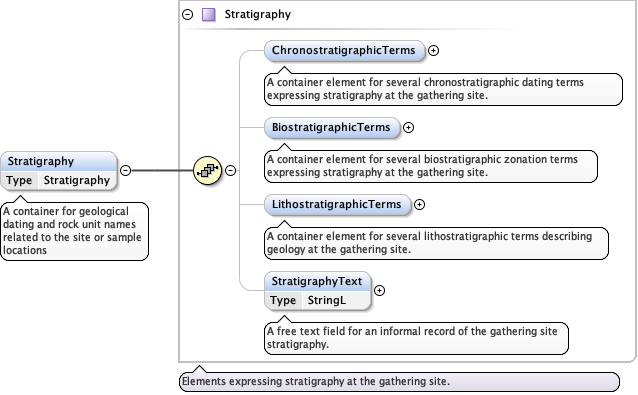 Stratigraphy
ChronostratigraphicTerms
A container element for several chronostratigraphic dating terms
expressing stratigraphy at the gathering site.
BiostratigraphicTerms
A container element for several biostratigraphic zonation terms
expressing stratigraphy at the gathering site.
Stratigraphy
Type Stratigraphy
A container for geological
dating and rock unit names
related to the site or sample
locations
LithostratigraphicTerms
A container element for several lithostratigraphic terms describing
geology at the gathering site.
StratigraphyText
Type StringL
A free text field for an informal record of the gathering site
stratigraphy.
Elements expressing stratigraphy at the gathering site.